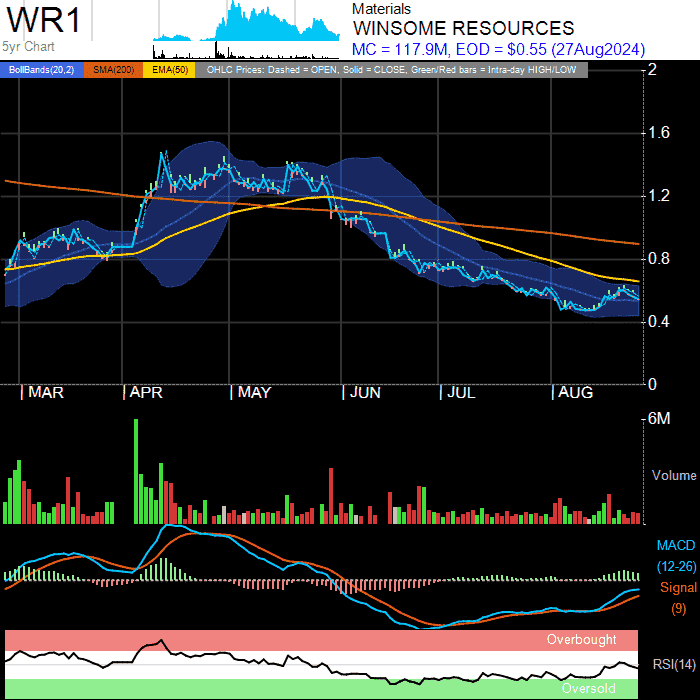 WR1
5yr Chart
Materials
WINSOME RESOURCES
MC = 117.9M, EOD = $0.55 (27Aug2024)
BollBands(20,2) SMA(200) EMA(50) OHLC Prices: Dashed = OPEN, Solid = CLOSE, Green/Red bars = Intra-day HIGH/LOW
2
1.6
1.2
0.8
0.4
0
| MAR | APR | MAY | JUN | JUL | AUG
6M
Volume
MACD
(12-26)
Signal
(9)
Overbought
RSI(14)
Oversold